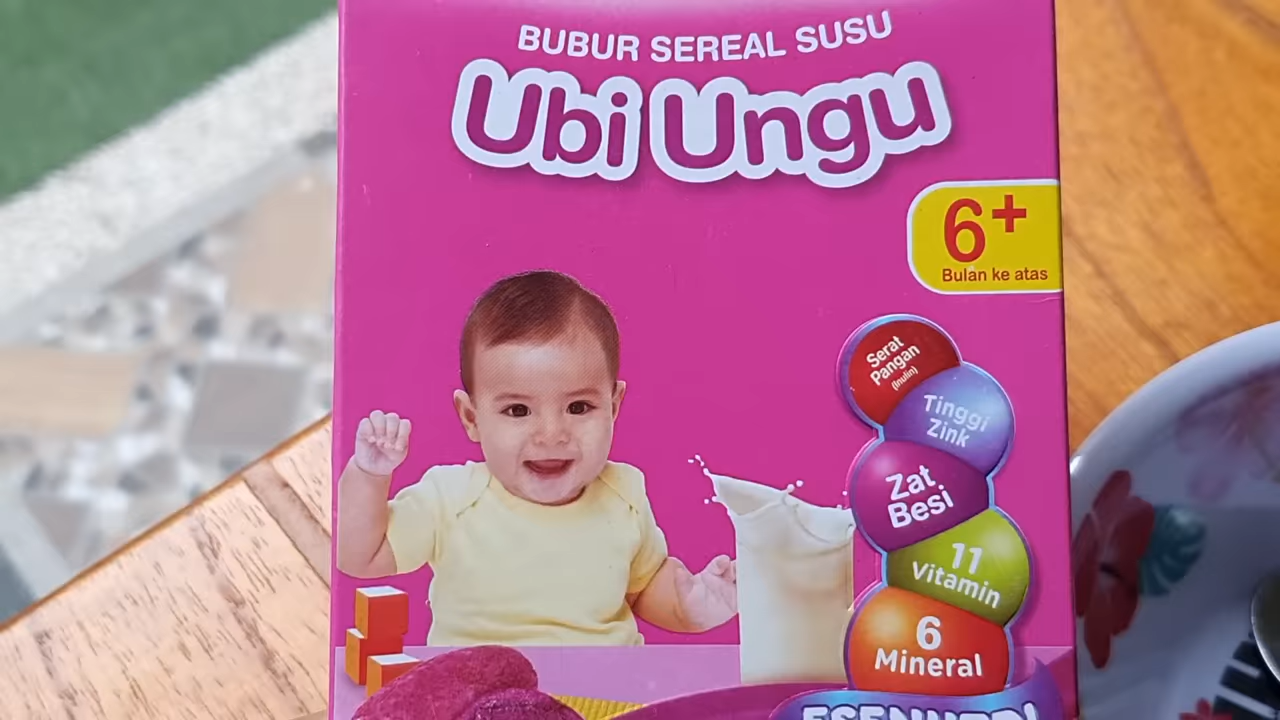 BUBUR SEREAL SUSU
Ubi Ungu
6+
Bulan ke atas
Serat
Pangan
(Inulin)
Tinggi
Zink
Zat
Besi
11
Vitamin
6
Mineral